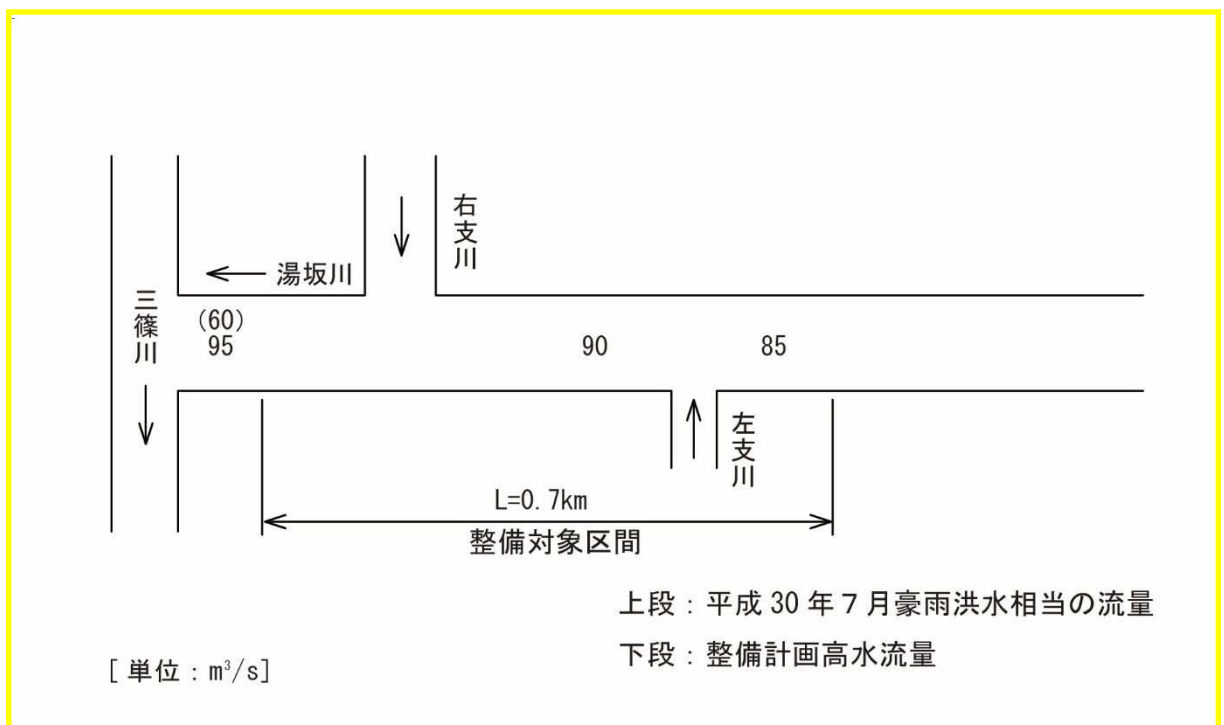 右支川
湯坂川
三篠川
(60)
95
90
85
左支川
L=0.7km
整備対象区間
上段：平成30年７月豪雨洪水相当の流量
下段：整備計画高水流量
[単位：m³/s]